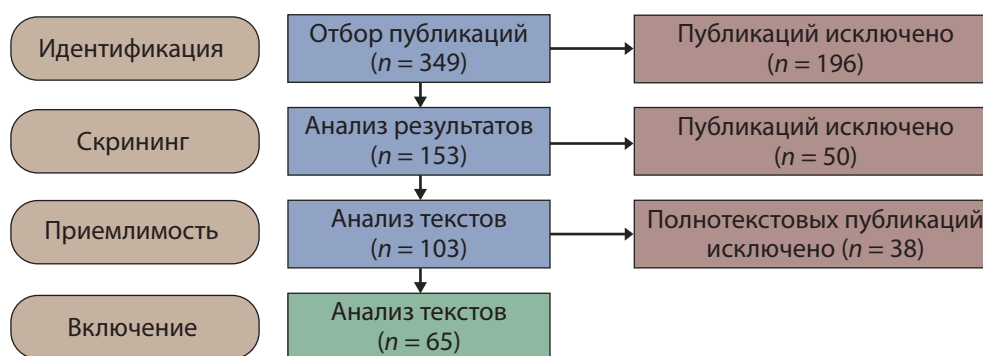 Идентификация
Отбор публикаций
(n = 349)
Публикаций исключено
(n = 196)
Скрининг
Анализ результатов
(n = 153)
Публикаций исключено
(n = 50)
Приемлимость
Анализ текстов
(n = 103)
Полнотекстовых публикаций
исключено (n = 38)
Включение
Анализ текстов
(n = 65)